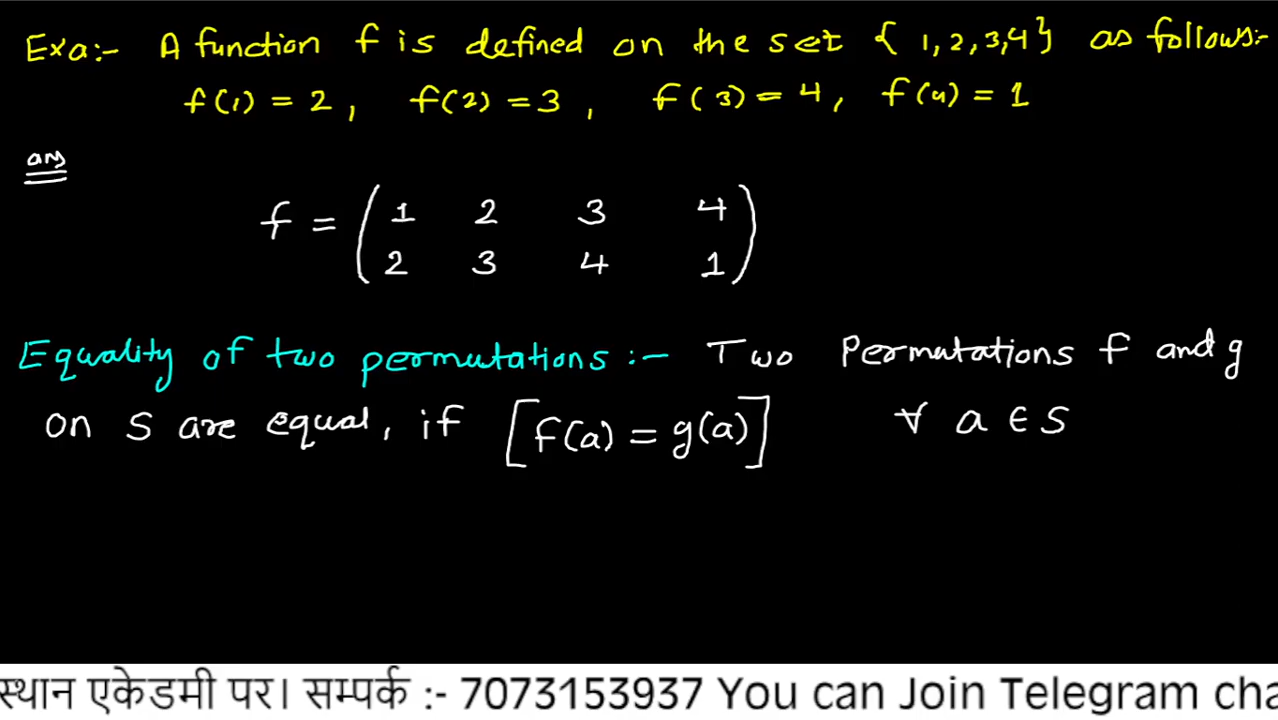 Exa:- A function f is defined on the set { 1,2,3,4} as follows:-
f(1) = 2 , f(2) = 3 , f(3) = 4, f(4) = 1
ans
f = ( 1 2 3 4
2 3 4 1 )
Equality of two permutations :- Two Permutations f and g
on S are equal, if [f(a) = g(a)] ∀ a ∈ S
स्थान एकेडमी पर। सम्पर्क :- 7073153937 You can Join Telegram cha